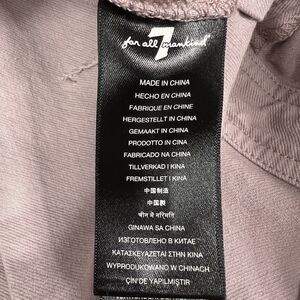 7
for all mankind
MADE IN CHINA
HECHO EN CHINA
FABRIQUE EN CHINE
HERGESTELLT IN CHINA
GEMAAKT IN CHINA
PRODOTTO IN CINA
FABRICADO NA CHINA
TILLVERKAD I KINA
FREMSTILLET I KINA
中国制造
中国製
चीन में निर्मित
GINAWA SA CHINA
ИЗГОТОВЛЕНО В КИТАЕ
ΚΑΤΑΣΚΕΥΑΖΕΤΑΙ ΣΤΗΝ ΚΙΝΑ
WYPRODUKOWANO W CHINACH
ÇIN'DE YAPILMIŞTIR